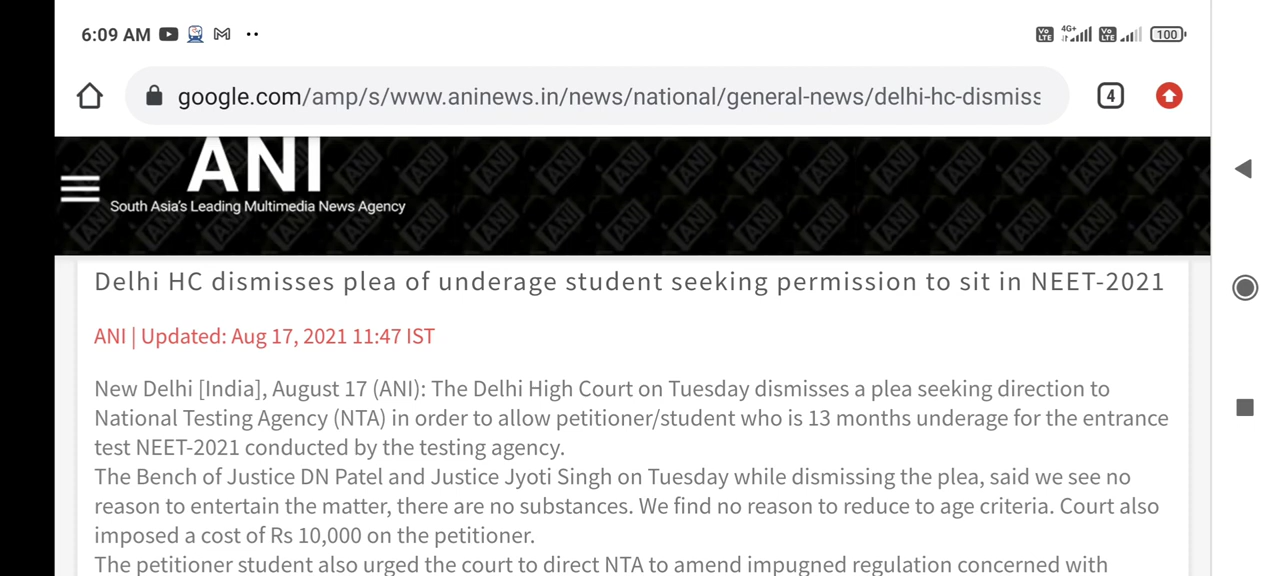 6:09 AM
4G+
100
google.com/amp/s/www.aninews.in/news/national/general-news/delhi-hc-dismiss
4
ANI
South Asia's Leading Multimedia News Agency
Delhi HC dismisses plea of underage student seeking permission to sit in NEET-2021
ANI | Updated: Aug 17, 2021 11:47 IST
New Delhi [India], August 17 (ANI): The Delhi High Court on Tuesday dismisses a plea seeking direction to
National Testing Agency (NTA) in order to allow petitioner/student who is 13 months underage for the entrance
test NEET-2021 conducted by the testing agency.
The Bench of Justice DN Patel and Justice Jyoti Singh on Tuesday while dismissing the plea, said we see no
reason to entertain the matter, there are no substances. We find no reason to reduce to age criteria. Court also
imposed a cost of Rs 10,000 on the petitioner.
The petitioner student also urged the court to direct NTA to amend impugned regulation concerned with